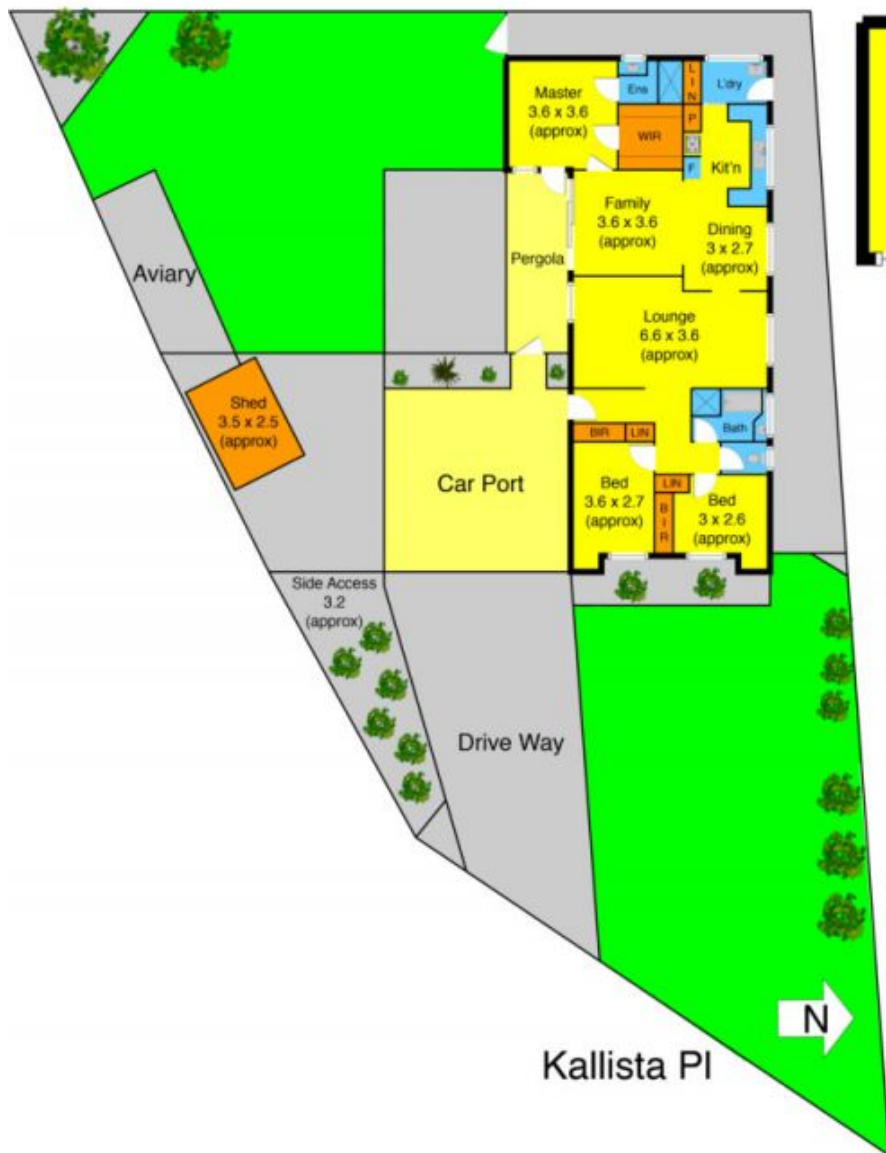 Master
3.6 x 3.6
(approx)
Ens
L
I
N
L'dry
P
WIR
F
Kit'n
Family
3.6 x 3.6
(approx)
Dining
3 x 2.7
(approx)
Pergola
Aviary
Lounge
6.6 x 3.6
(approx)
Shed
3.5 x 2.5
(approx)
BIR
LIN
Bath
Car Port
Bed
3.6 x 2.7
(approx)
LIN
B
I
R
Bed
3 x 2.6
(approx)
Side Access
3.2
(approx)
Drive Way
N
Kallista Pl